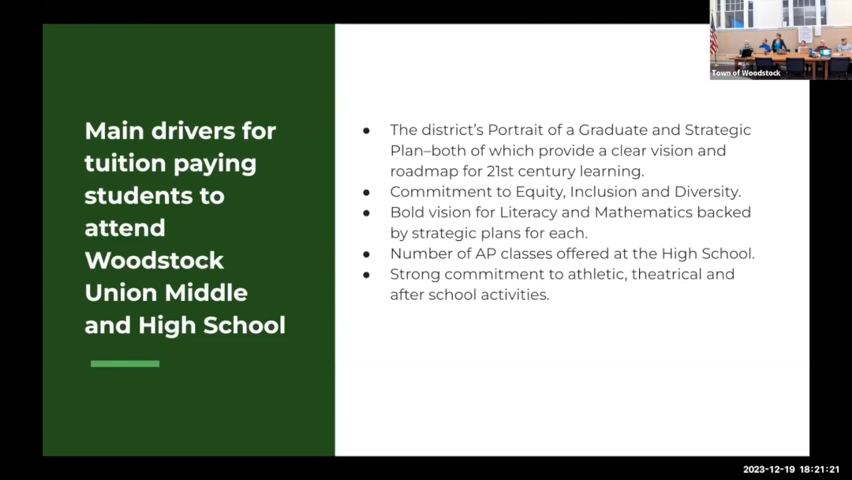 Main drivers for
tuition paying
students to
attend
Woodstock
Union Middle
and High School
● The district's Portrait of a Graduate and Strategic
Plan–both of which provide a clear vision and
roadmap for 21st century learning.
● Commitment to Equity, Inclusion and Diversity.
● Bold vision for Literacy and Mathematics backed
by strategic plans for each.
● Number of AP classes offered at the High School.
● Strong commitment to athletic, theatrical and
after school activities.
Town of Woodstock
2023-12-19 18:21:21